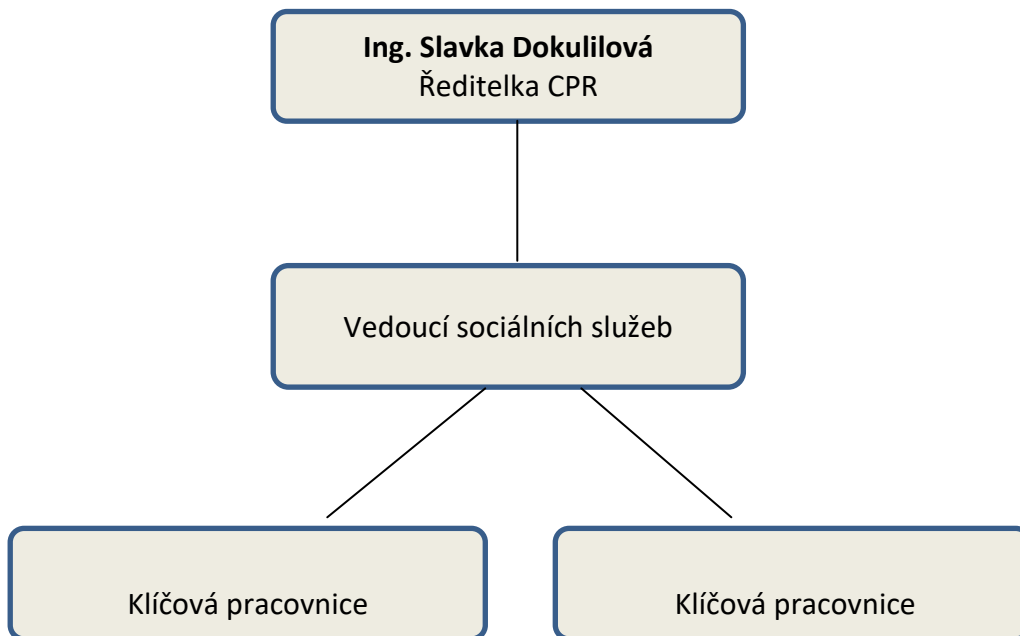 Ing. Slavka Dokulilová
Ředitelka CPR
Vedoucí sociálních služeb
Klíčová pracovnice
Klíčová pracovnice